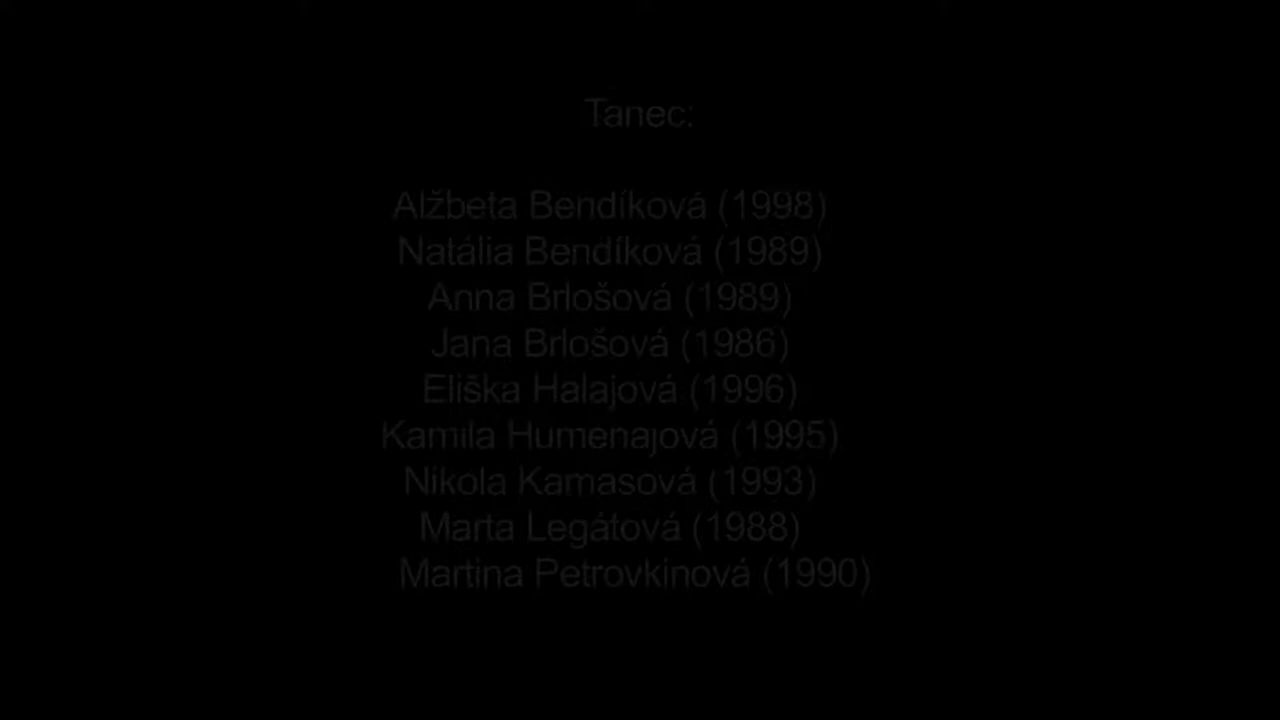 Tanec:
Alžbeta Bendíková (1998)
Natália Bendíková (1989)
Anna Brlošová (1989)
Jana Brlošová (1986)
Eliška Halajová (1996)
Kamila Humenajová (1995)
Nikola Kamasová (1993)
Marta Legátová (1988)
Martina Petrovkinová (1990)